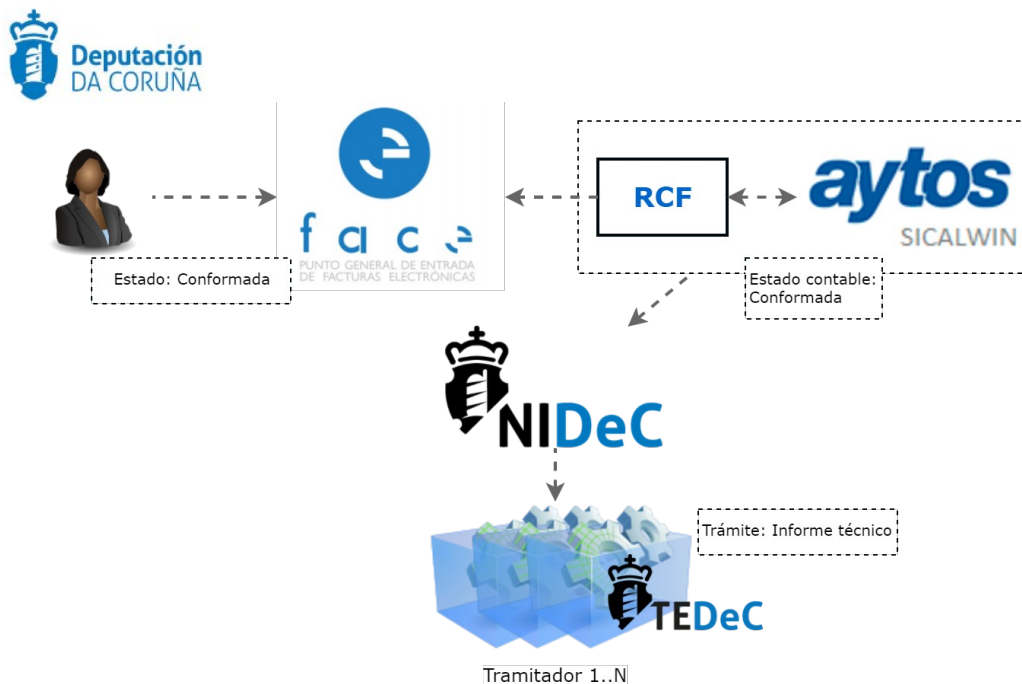 Deputación
DA CORUÑA
face
PUNTO GENERAL DE ENTRADA
DE FACTURAS ELECTRÓNICAS
RCF
aytos
SICALWIN
Estado: Conformada
Estado contable:
Conformada
NIDeC
Trámite: Informe técnico
TEDeC
Tramitador 1..N